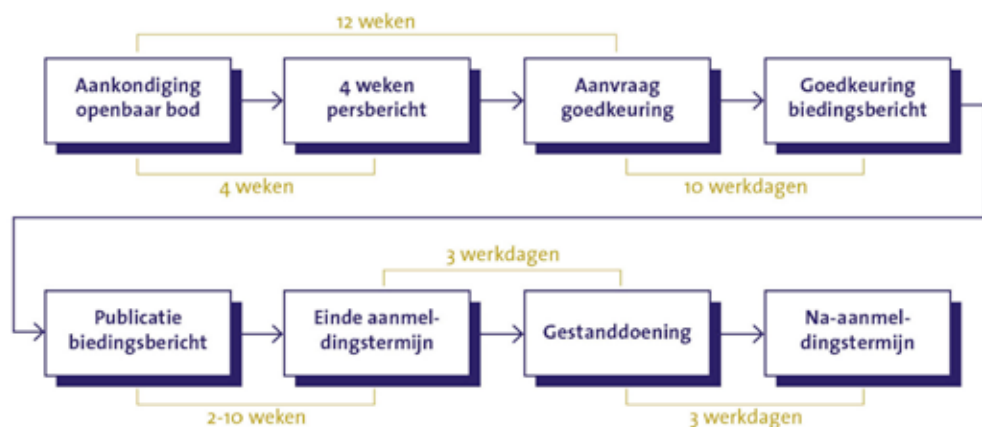 12 weken
Aankondiging
openbaar bod
4 weken
persbericht
Aanvraag
goedkeuring
Goedkeuring
biedingsbericht
4 weken
10 werkdagen
3 werkdagen
Publicatie
biedingsbericht
Einde aanmel-
dingstermijn
Gestanddoening
Na-aanmel-
dingstermijn
2-10 weken
3 werkdagen